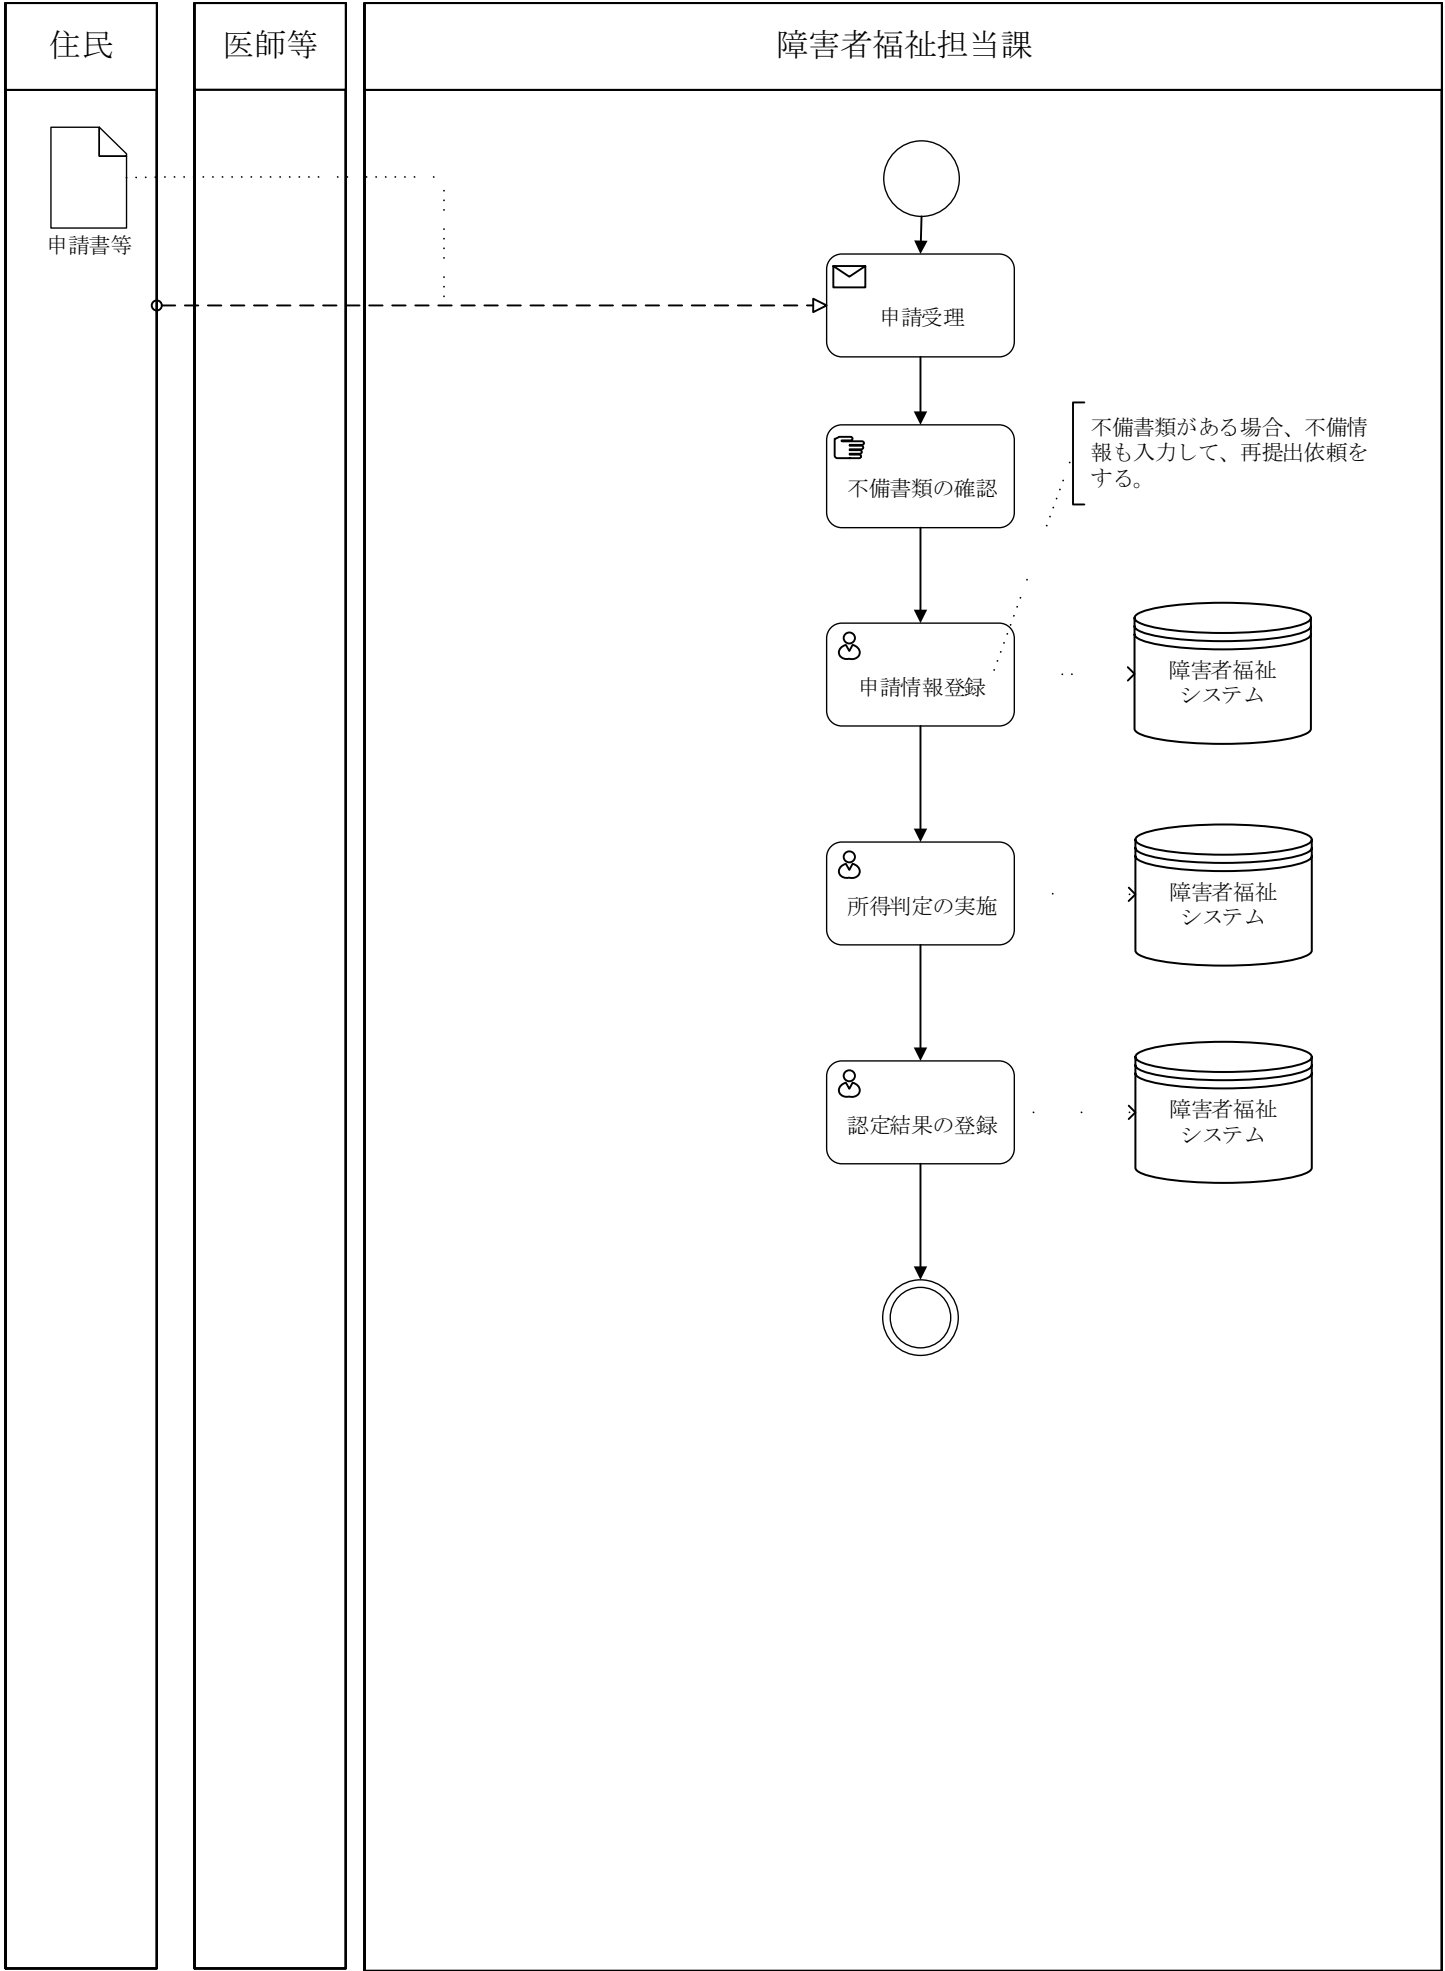 住民
医師等
障害者福祉担当課
申請書等
申請受理
不備書類がある場合、不備情
報も入力して、再提出依頼を
する。
不備書類の確認
申請情報登録
障害者福祉
システム
所得判定の実施
障害者福祉
システム
認定結果の登録
障害者福祉
システム